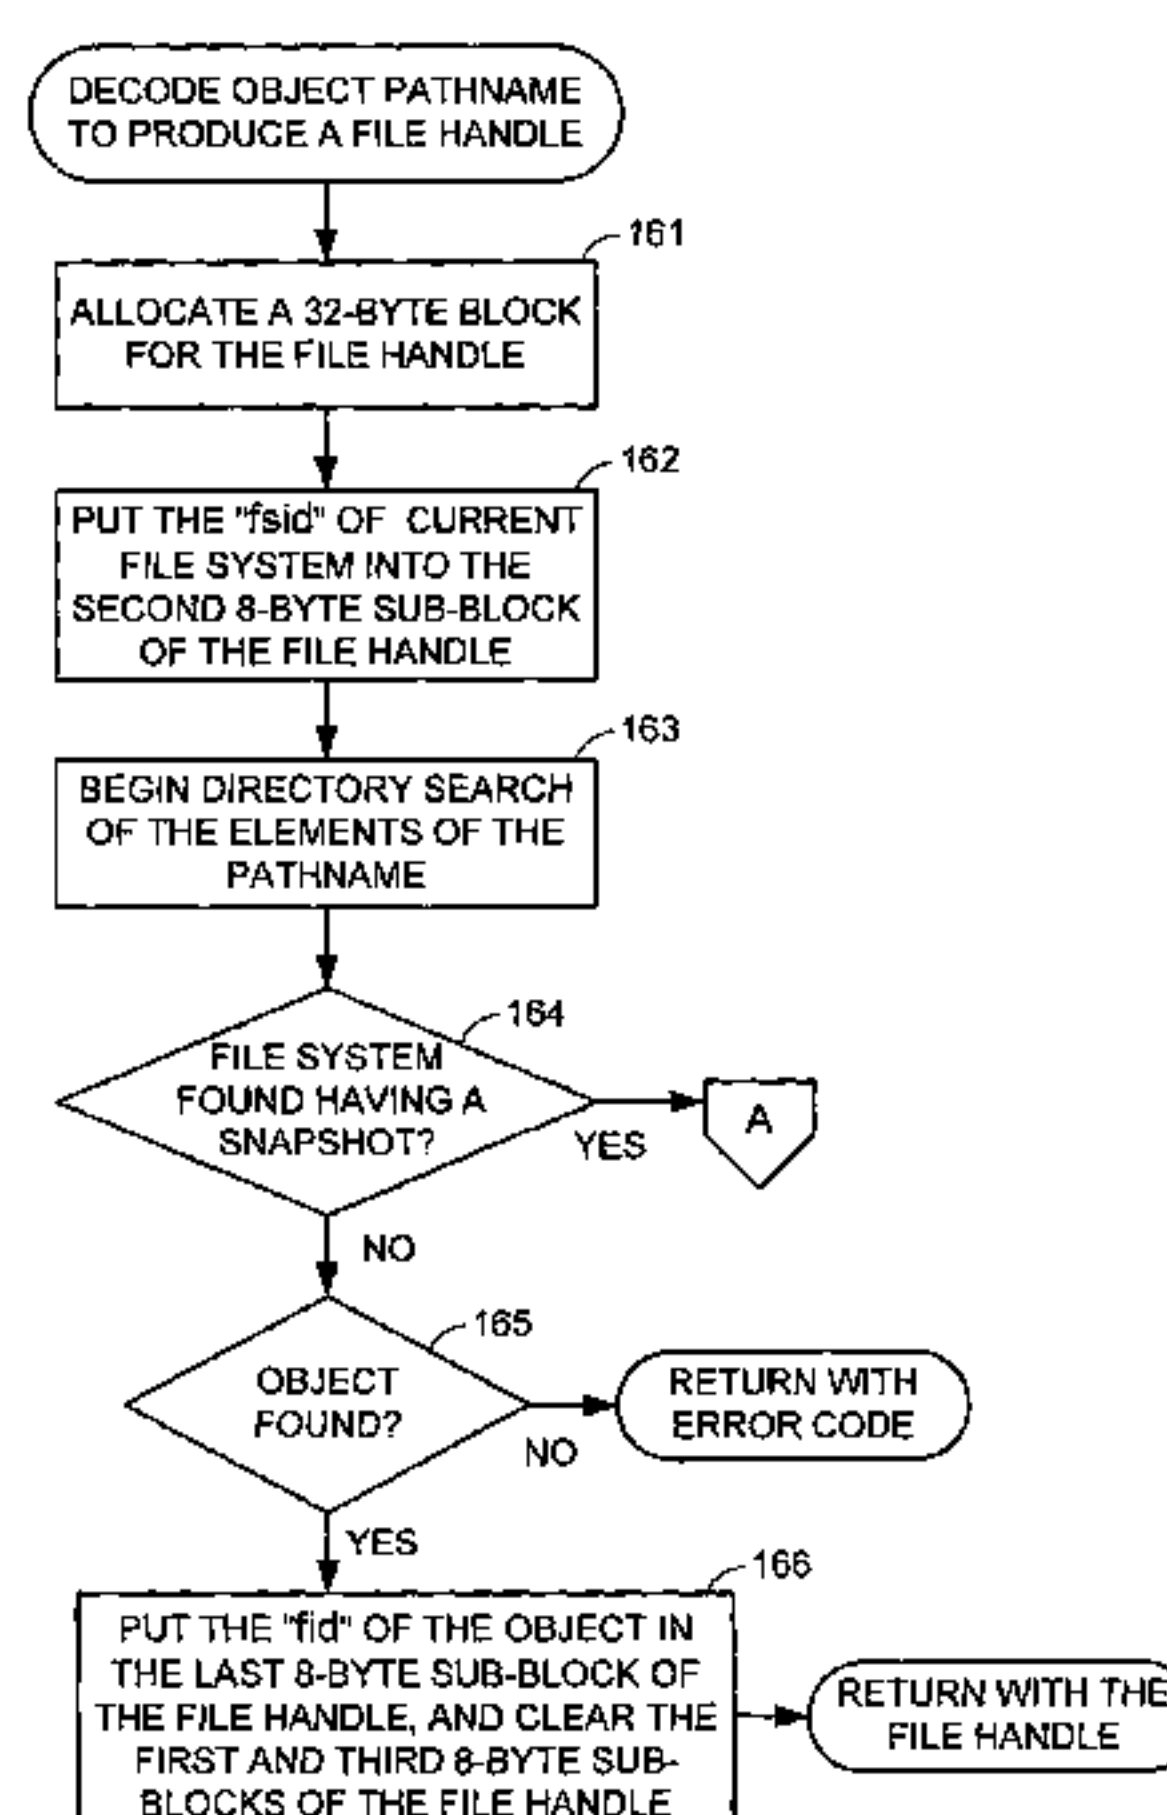 DECODE OBJECT PATHNAME
TO PRODUCE A FILE HANDLE
161
ALLOCATE A 32-BYTE BLOCK
FOR THE FILE HANDLE
162
PUT THE "fsid" OF CURRENT
FILE SYSTEM INTO THE
SECOND 8-BYTE SUB-BLOCK
OF THE FILE HANDLE
163
BEGIN DIRECTORY SEARCH
OF THE ELEMENTS OF THE
PATHNAME
164
FILE SYSTEM
FOUND HAVING A
SNAPSHOT?
YES
A
NO
165
OBJECT
FOUND?
NO
RETURN WITH
ERROR CODE
YES
166
PUT THE "fid" OF THE OBJECT IN
THE LAST 8-BYTE SUB-BLOCK OF
THE FILE HANDLE, AND CLEAR THE
FIRST AND THIRD 8-BYTE SUB-
BLOCKS OF THE FILE HANDLE
RETURN WITH THE
FILE HANDLE